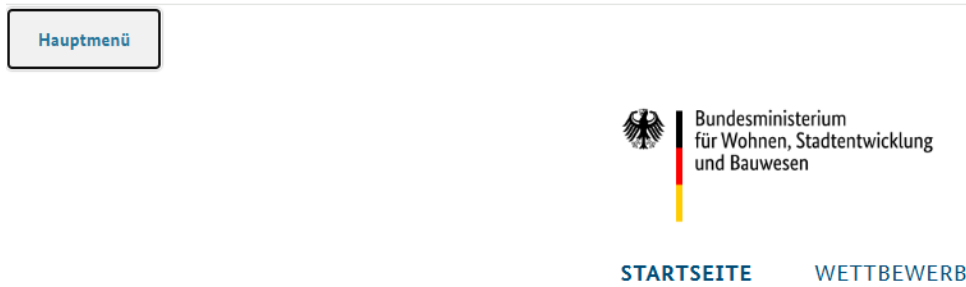 Hauptmenü
Bundesministerium
für Wohnen, Stadtentwicklung
und Bauwesen
STARTSEITE WETTBEWERB